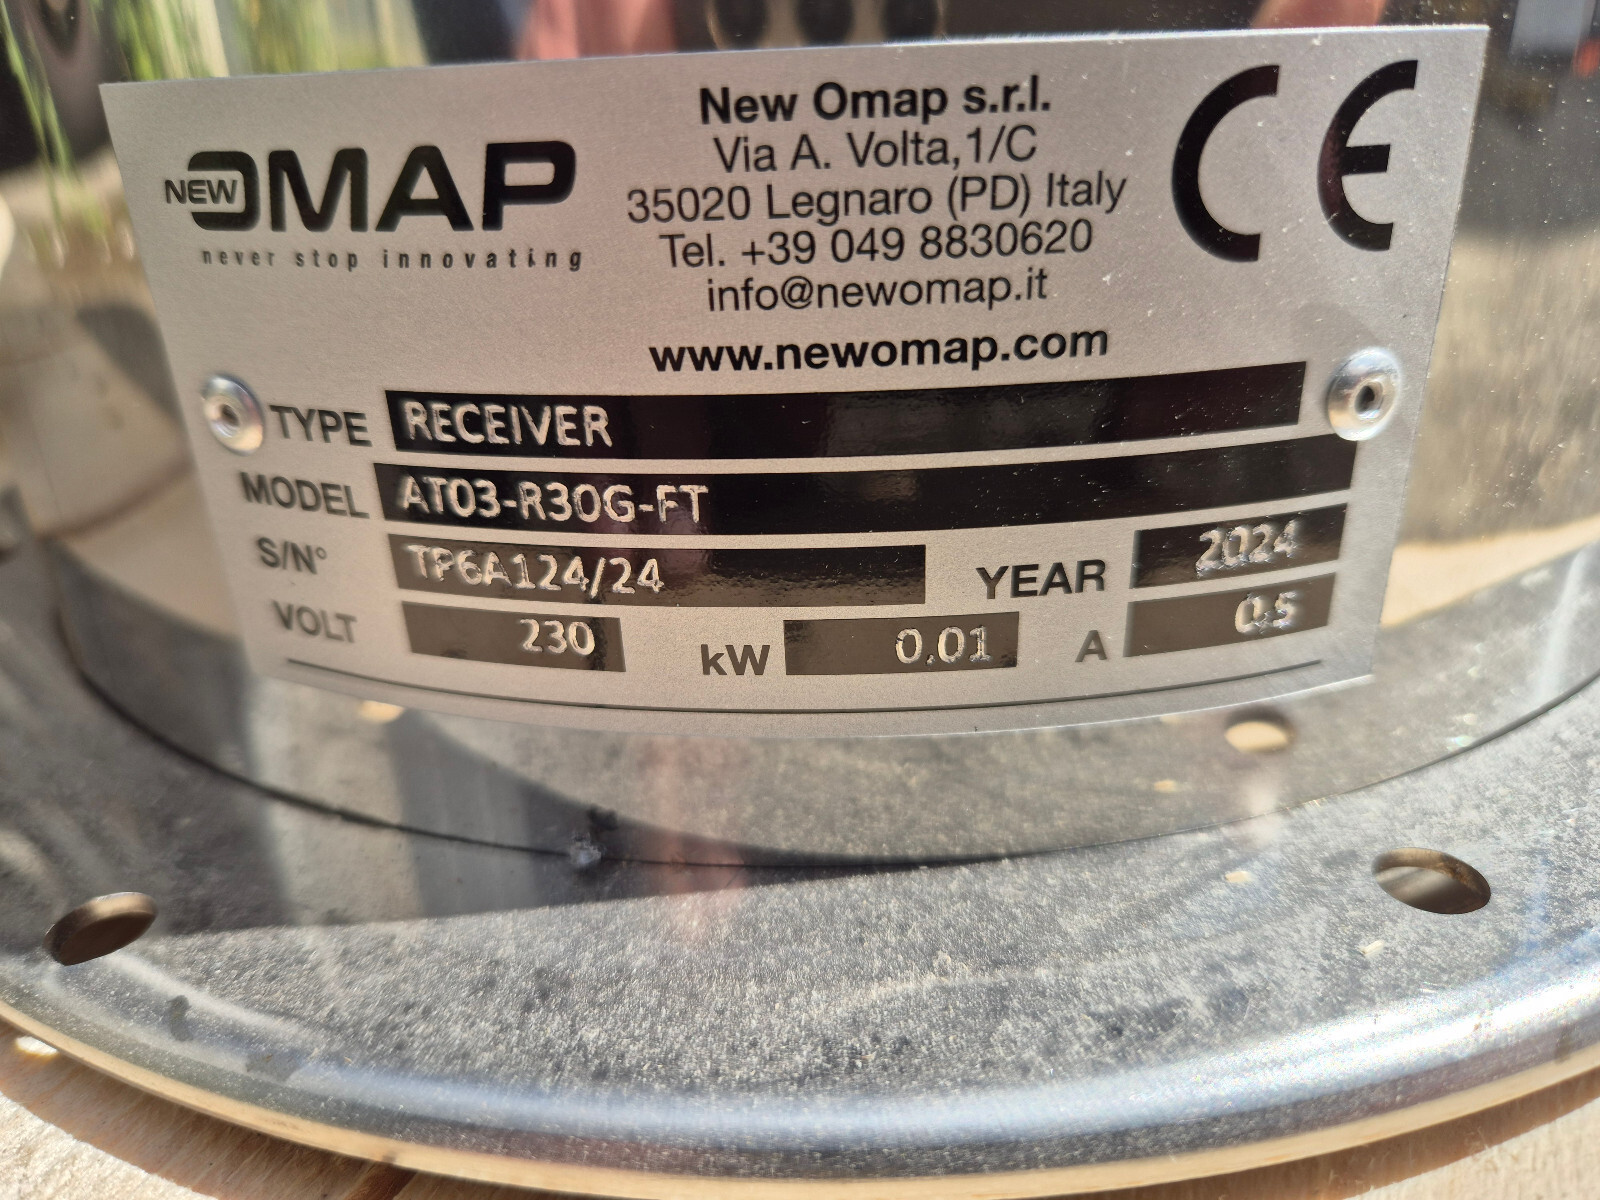 NEW OMAP
never stop innovating
New Omap s.r.l.
Via A. Volta,1/C
35020 Legnaro (PD) Italy
Tel. +39 049 8830620
info@newomap.it
www.newomap.com
CE
TYPE RECEIVER
MODEL AT03-R30G-FT
S/N° TP6A124/24 YEAR 2024
VOLT 230 kW 0.01 A 0.5